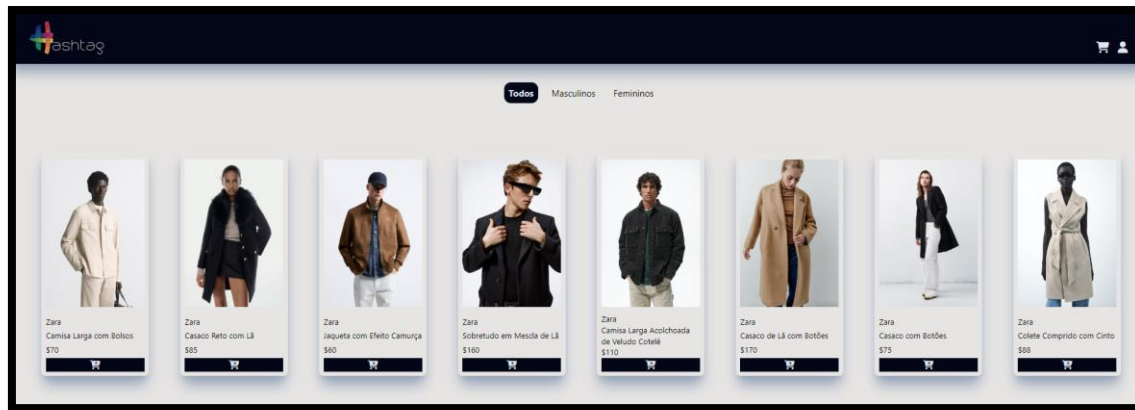 Hashtag
Todos Masculinos Femininos
Zara
Camisa Larga com Bolsos
$70
Zara
Casaco Reto com Lã
$85
Zara
Jaqueta com Efeito Camurça
$60
Zara
Sobretudo em Mescla de Lã
$160
Zara
Camisa Larga Acolchoada
de Veludo Cotelê
$110
Zara
Casaco de Lã com Botões
$170
Zara
Casaco com Botões
$75
Zara
Colete Comprido com Cinto
$88